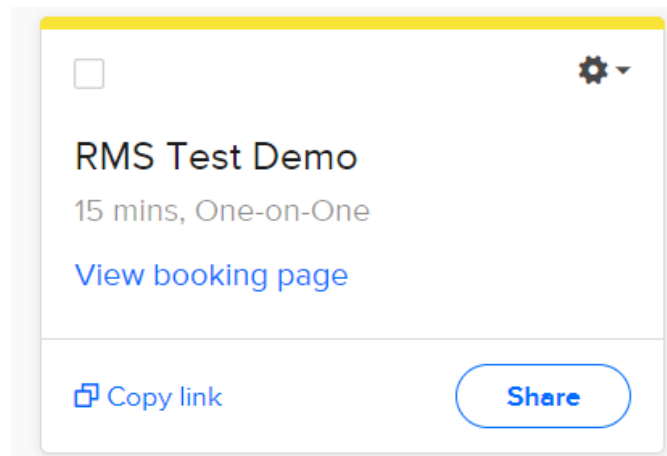 RMS Test Demo
15 mins, One-on-One
View booking page
Copy link
Share